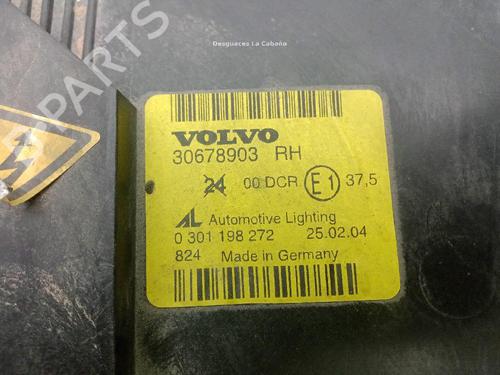 Desguaces La Cabaña
B-PARTS
VOLVO
30678903 RH
24 00 DCR E1 37,5
AL Automotive Lighting
0 301 198 272 25.02.04
824 Made in Germany